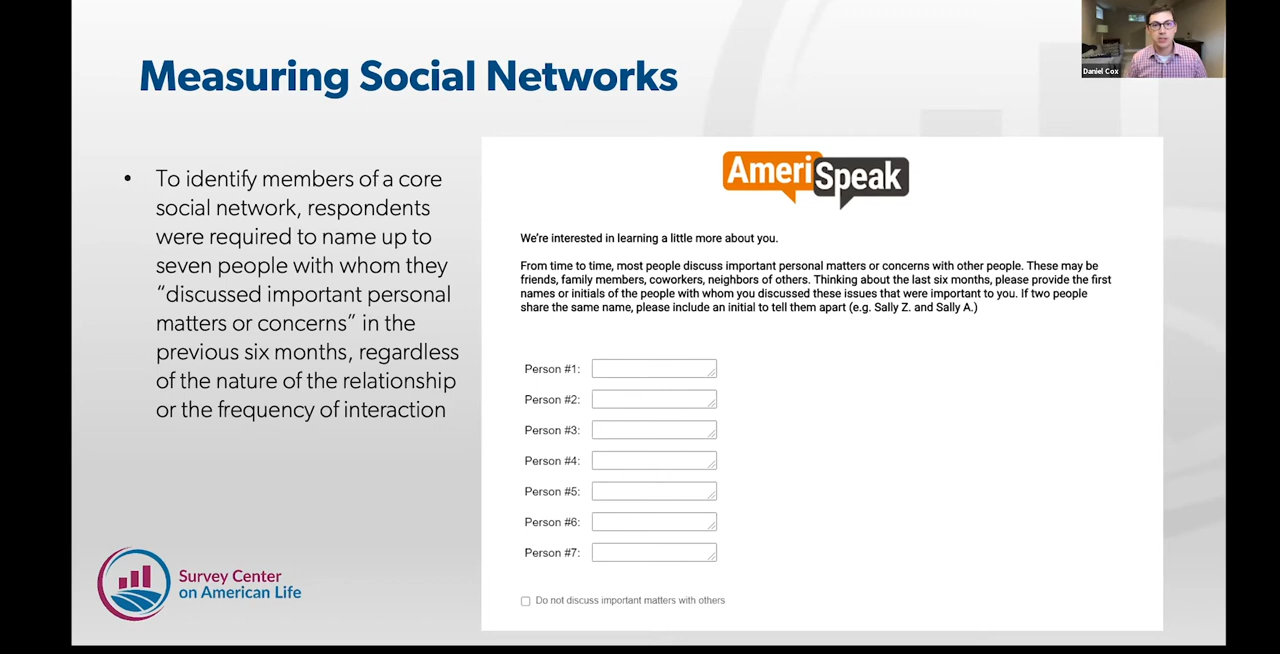 Measuring Social Networks
Daniel Cox
• To identify members of a core
social network, respondents
were required to name up to
seven people with whom they
“discussed important personal
matters or concerns” in the
previous six months, regardless
of the nature of the relationship
or the frequency of interaction
AmeriSpeak
We're interested in learning a little more about you.
From time to time, most people discuss important personal matters or concerns with other people. These may be
friends, family members, coworkers, neighbors of others. Thinking about the last six months, please provide the first
names or initials of the people with whom you discussed these issues that were important to you. If two people
share the same name, please include an initial to tell them apart (e.g. Sally Z. and Sally A.)
Person #1:
Person #2:
Person #3:
Person #4:
Person #5:
Person #6:
Person #7:
Do not discuss important matters with others
Survey Center
on American Life